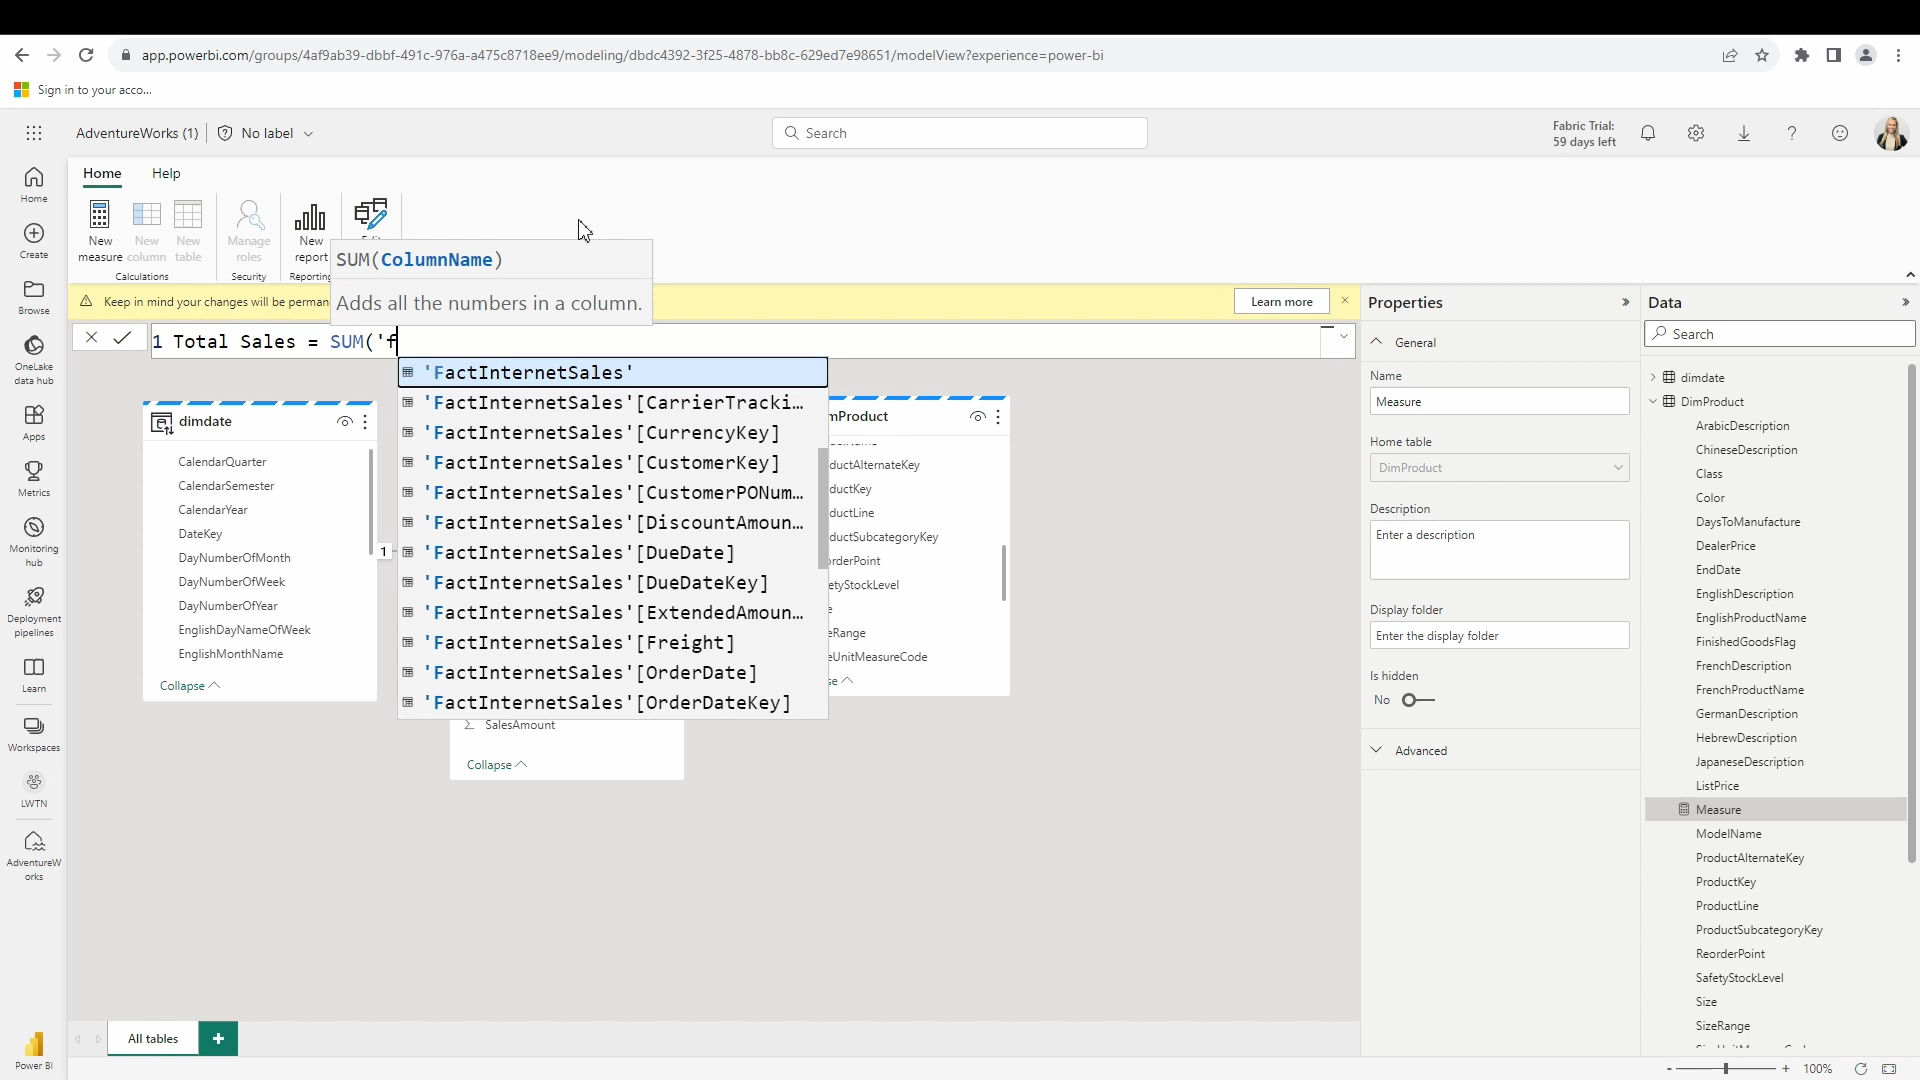 app.powerbi.com/groups/4af9ab39-dbbf-491c-976a-a475c8718ee9/modeling/dbdc4392-3f25-4878-bb8c-629ed7e98651/modelView?experience=power-bi
Sign in to your acco...
AdventureWorks (1)
No label
Search
Fabric Trial:
59 days left
Home
Help
New
measure
New
column
New
table
Calculations
Manage
roles
Security
New
report
Reporting
SUM(ColumnName)
Adds all the numbers in a column.
Keep in mind your changes will be perman
Learn more
1 Total Sales = SUM('f
'FactInternetSales'
'FactInternetSales'[CarrierTracki...
'FactInternetSales'[CurrencyKey]
'FactInternetSales'[CustomerKey]
'FactInternetSales'[CustomerPONum...
'FactInternetSales'[DiscountAmoun...
'FactInternetSales'[DueDate]
'FactInternetSales'[DueDateKey]
'FactInternetSales'[ExtendedAmoun...
'FactInternetSales'[Freight]
'FactInternetSales'[OrderDate]
'FactInternetSales'[OrderDateKey]
dimdate
CalendarQuarter
CalendarSemester
CalendarYear
DateKey
DayNumberOfMonth
DayNumberOfWeek
DayNumberOfYear
EnglishDayNameOfWeek
EnglishMonthName
Collapse
1
mProduct
ductAlternateKey
ductKey
ductLine
ductSubcategoryKey
orderPoint
etyStockLevel
e
eRange
eUnitMeasureCode
se
SalesAmount
Collapse
Properties
General
Name
Measure
Home table
DimProduct
Description
Enter a description
Display folder
Enter the display folder
Is hidden
No
Advanced
Data
Search
dimdate
DimProduct
ArabicDescription
ChineseDescription
Class
Color
DaysToManufacture
DealerPrice
EndDate
EnglishDescription
EnglishProductName
FinishedGoodsFlag
FrenchDescription
FrenchProductName
GermanDescription
HebrewDescription
JapaneseDescription
ListPrice
Measure
ModelName
ProductAlternateKey
ProductKey
ProductLine
ProductSubcategoryKey
ReorderPoint
SafetyStockLevel
Size
SizeRange
Home
Create
Browse
OneLake
data hub
Apps
Metrics
Monitoring
hub
Deployment
pipelines
Learn
Workspaces
LWTN
AdventureW
orks
Power BI
All tables
+
- + 100%